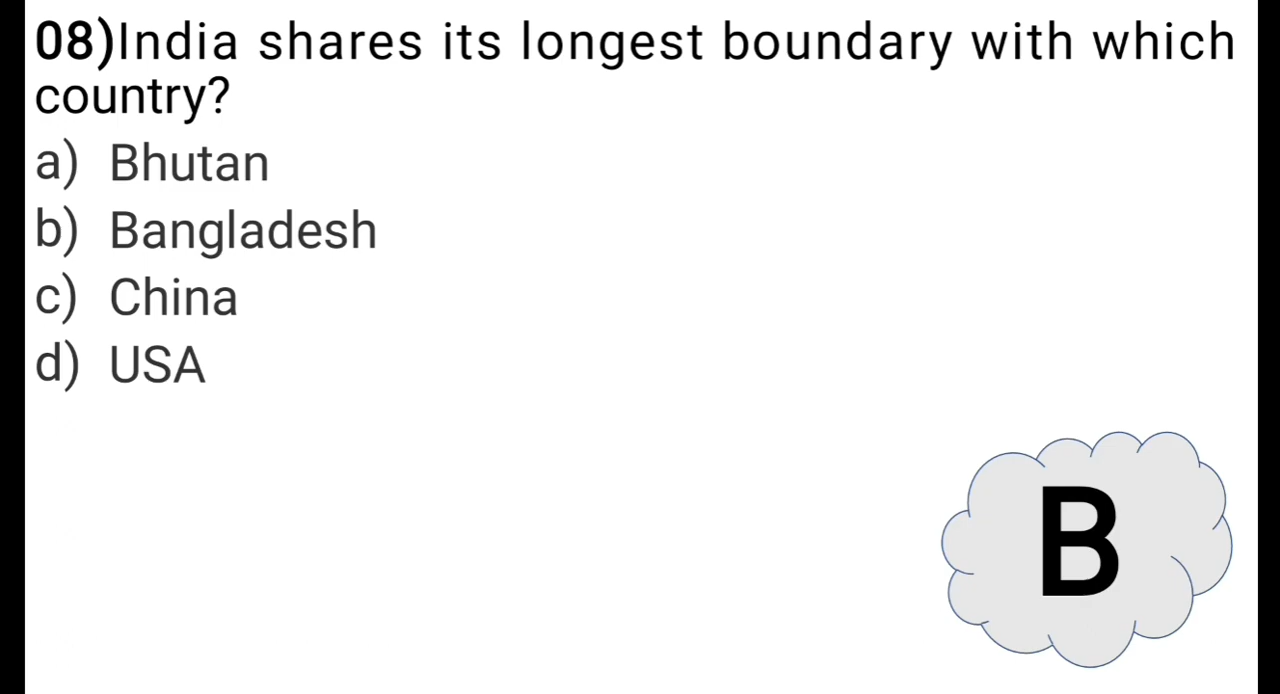 08)India shares its longest boundary with which
country?
a) Bhutan
b) Bangladesh
c) China
d) USA
B